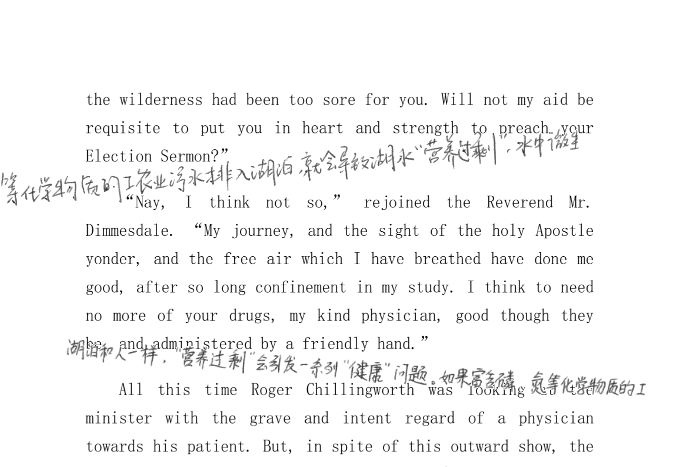 the wilderness had been too sore for you. Will not my aid be
requisite to put you in heart and strength to preach your
Election Sermon?”
等化学物质的工农业污水排入湖泊,就会导致湖水“营养过剩”,水中微生
“Nay, I think not so,” rejoined the Reverend Mr.
Dimmesdale. “My journey, and the sight of the holy Apostle
yonder, and the free air which I have breathed have done me
good, after so long confinement in my study. I think to need
no more of your drugs, my kind physician, good though they
be, and administered by a friendly hand.”
湖泊和人一样,“营养过剩”会引发一系列“健康”问题。如果富含磷、氮等化学物质的工
All this time Roger Chillingworth was looking at the
minister with the grave and intent regard of a physician
towards his patient. But, in spite of this outward show, the